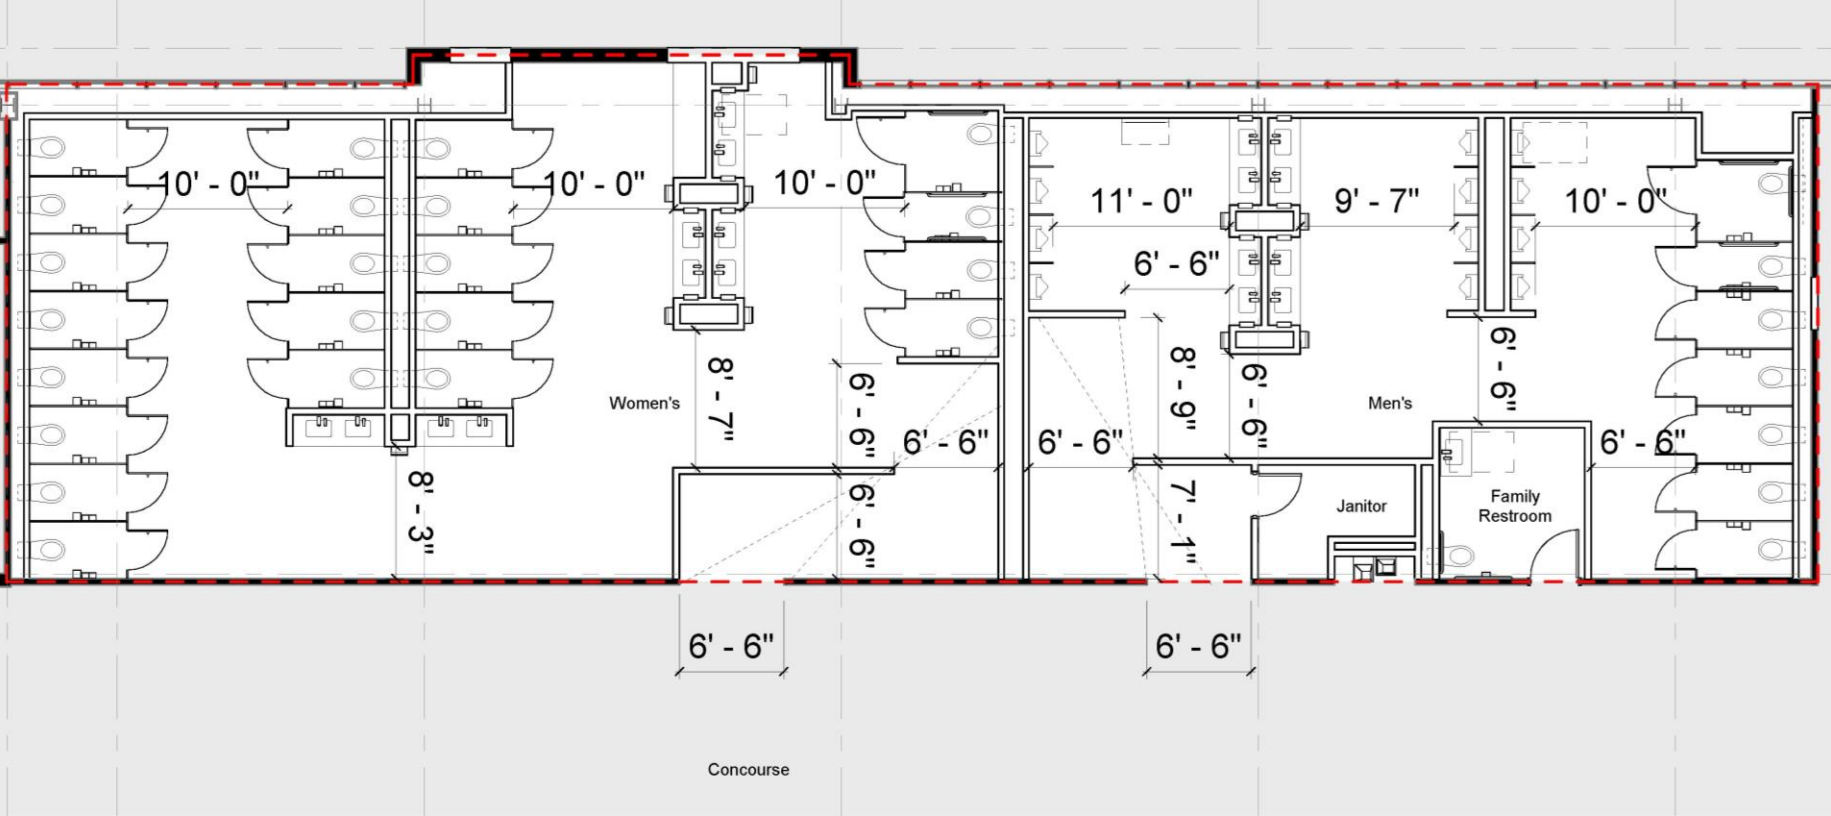 10' - 0"
10' - 0"
10' - 0"
11' - 0"
9' - 7"
10' - 0"
6' - 6"
8' - 7"
6' - 6"
8' - 9"
6' - 6"
6' - 6"
Women's
Men's
6' - 6"
6' - 6"
6' - 6"
8' - 3"
6' - 6"
7' - 1"
Janitor
Family
Restroom
6' - 6"
6' - 6"
Concourse